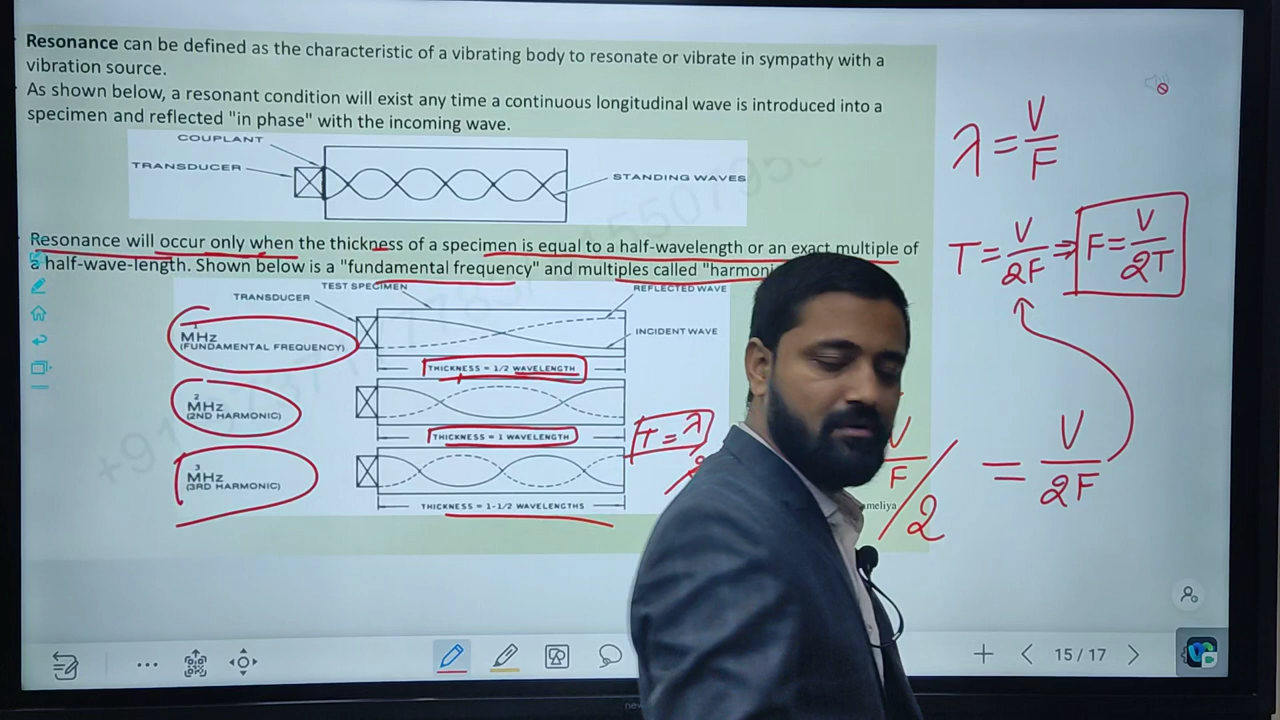 Resonance can be defined as the characteristic of a vibrating body to resonate or vibrate in sympathy with a
vibration source.
As shown below, a resonant condition will exist any time a continuous longitudinal wave is introduced into a
specimen and reflected "in phase" with the incoming wave.
COUPLANT
TRANSDUCER
STANDING WAVES
Resonance will occur only when the thickness of a specimen is equal to a half-wavelength or an exact multiple of
a half-wave-length. Shown below is a "fundamental frequency" and multiples called "harmoni
TEST SPECIMEN
TRANSDUCER
REFLECTED WAVE
1
MHz
(FUNDAMENTAL FREQUENCY)
INCIDENT WAVE
THICKNESS = 1/2 WAVELENGTH
2
MHz
(2ND HARMONIC)
THICKNESS = 1 WAVELENGTH
3
MHz
(3RD HARMONIC)
THICKNESS = 1-1/2 WAVELENGTHS
T = λ
meliya
λ = V/F
T = V/2F ⇒ F = V/2T
V/F/2 = V/2F
15 / 17
new